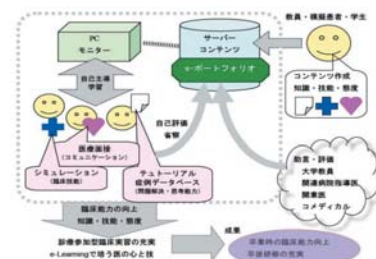 教員・模擬患者・学生
PC
モニター
サーバー
コンテンツ
e-ポートフォリオ
自己主導
学習
コンテンツ作成
知識・技能・態度
自己評価
省察
医療面接
(コミュニケーション)
シミュレーション
(臨床技能)
チュートリアル
症例データベース
(問題解決・思考能力)
助言・評価
大学教員
関連病院指導医
開業医
コメディカル
臨床能力の向上
知識・技能・態度
成果
診療参加型臨床実習の充実
e-Learningで培う医の心と技
卒業時の臨床能力向上
卒後研修の充実